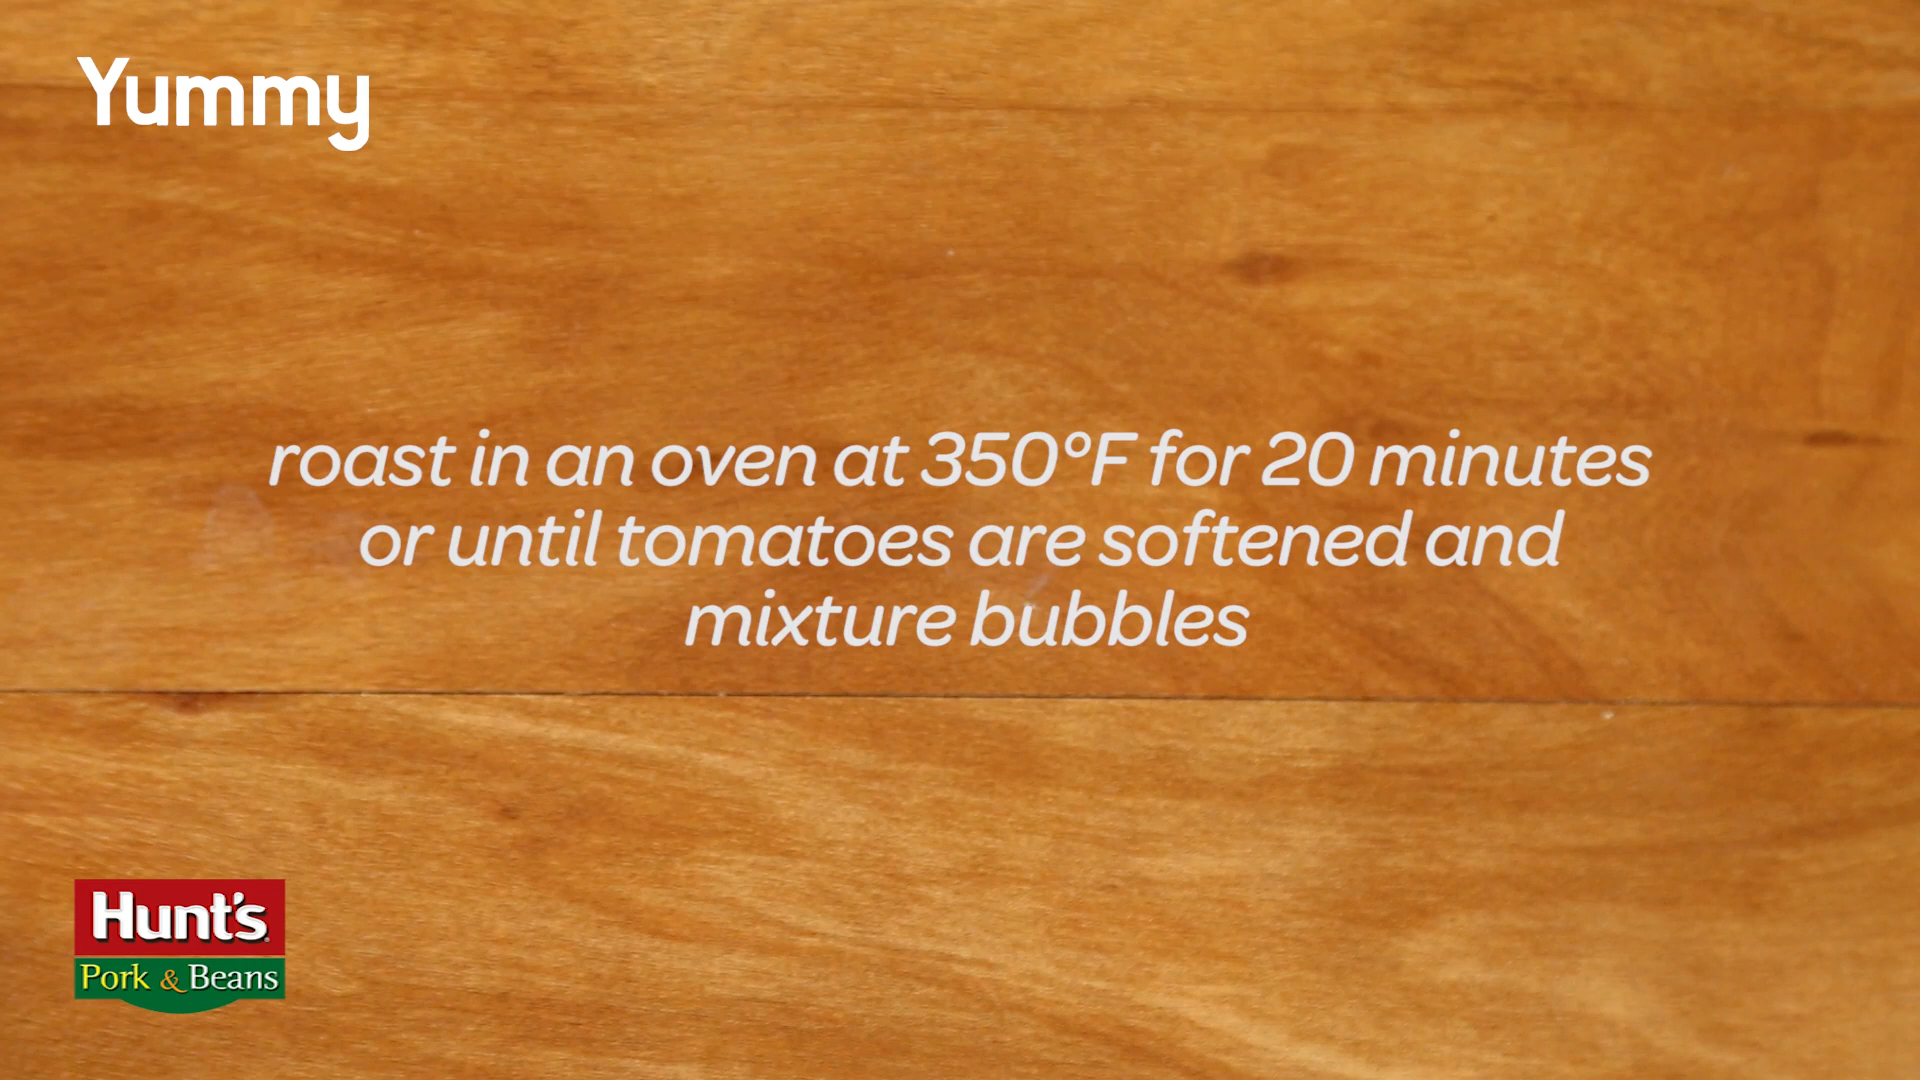 Yummy
roast in an oven at 350°F for 20 minutes
or until tomatoes are softened and
mixture bubbles
Hunt's
Pork & Beans